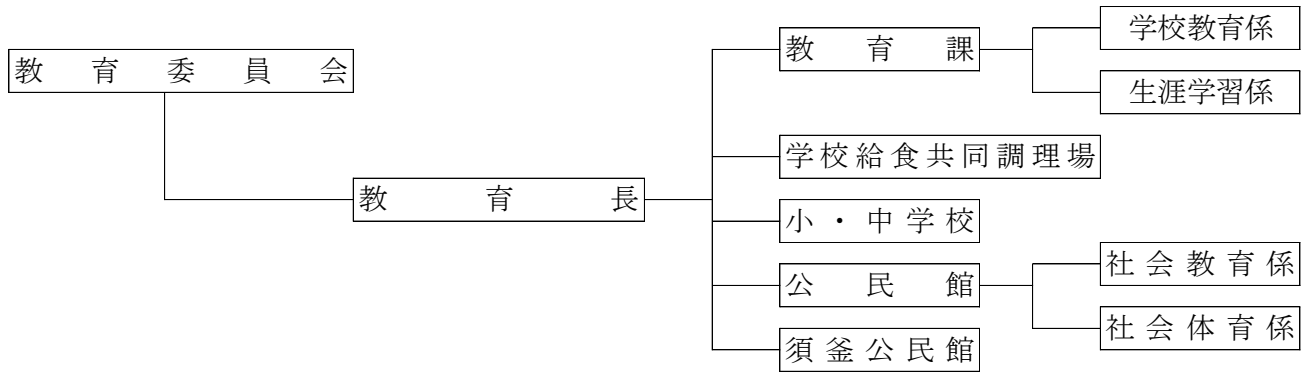 教育委員会
教育長
教育課
学校教育係
生涯学習係
学校給食共同調理場
小・中学校
公民館
社会教育係
社会体育係
須釜公民館